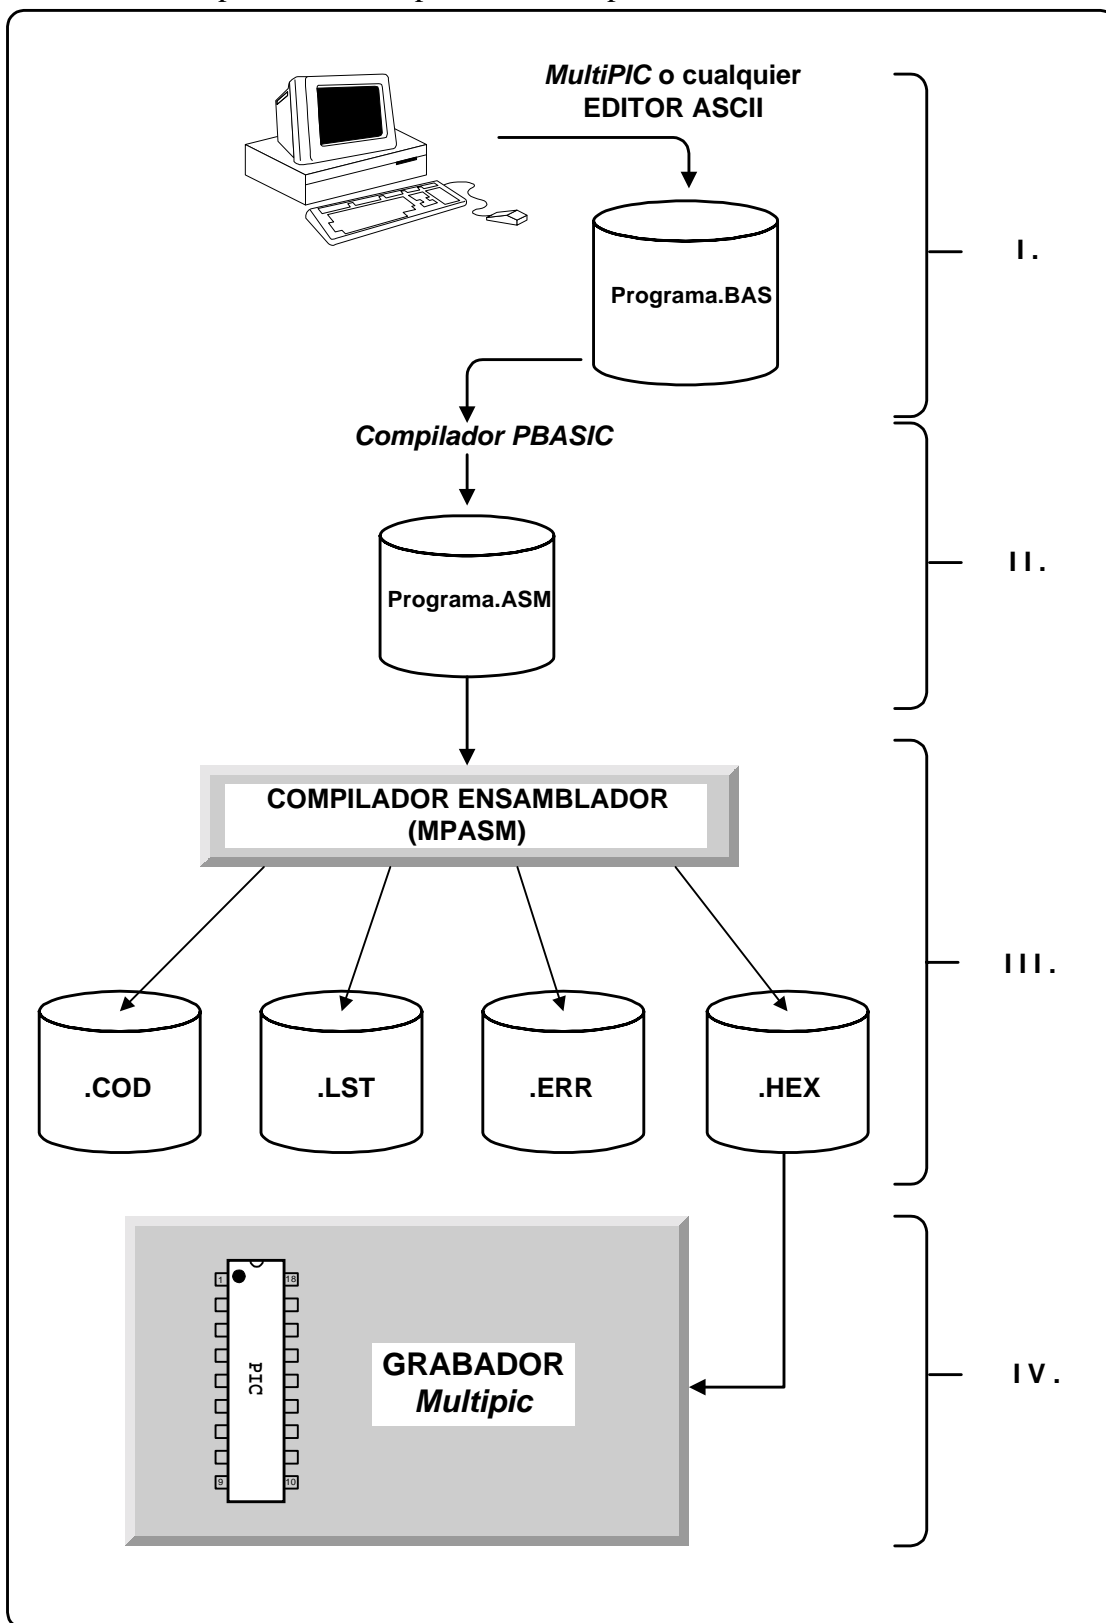 MultiPIC o cualquier
EDITOR ASCII
Programa.BAS
I.
Compilador PBASIC
Programa.ASM
II.
COMPILADOR ENSAMBLADOR
(MPASM)
.COD
.LST
.ERR
.HEX
III.
1
18
PIC
9
10
GRABADOR
Multipic
IV.